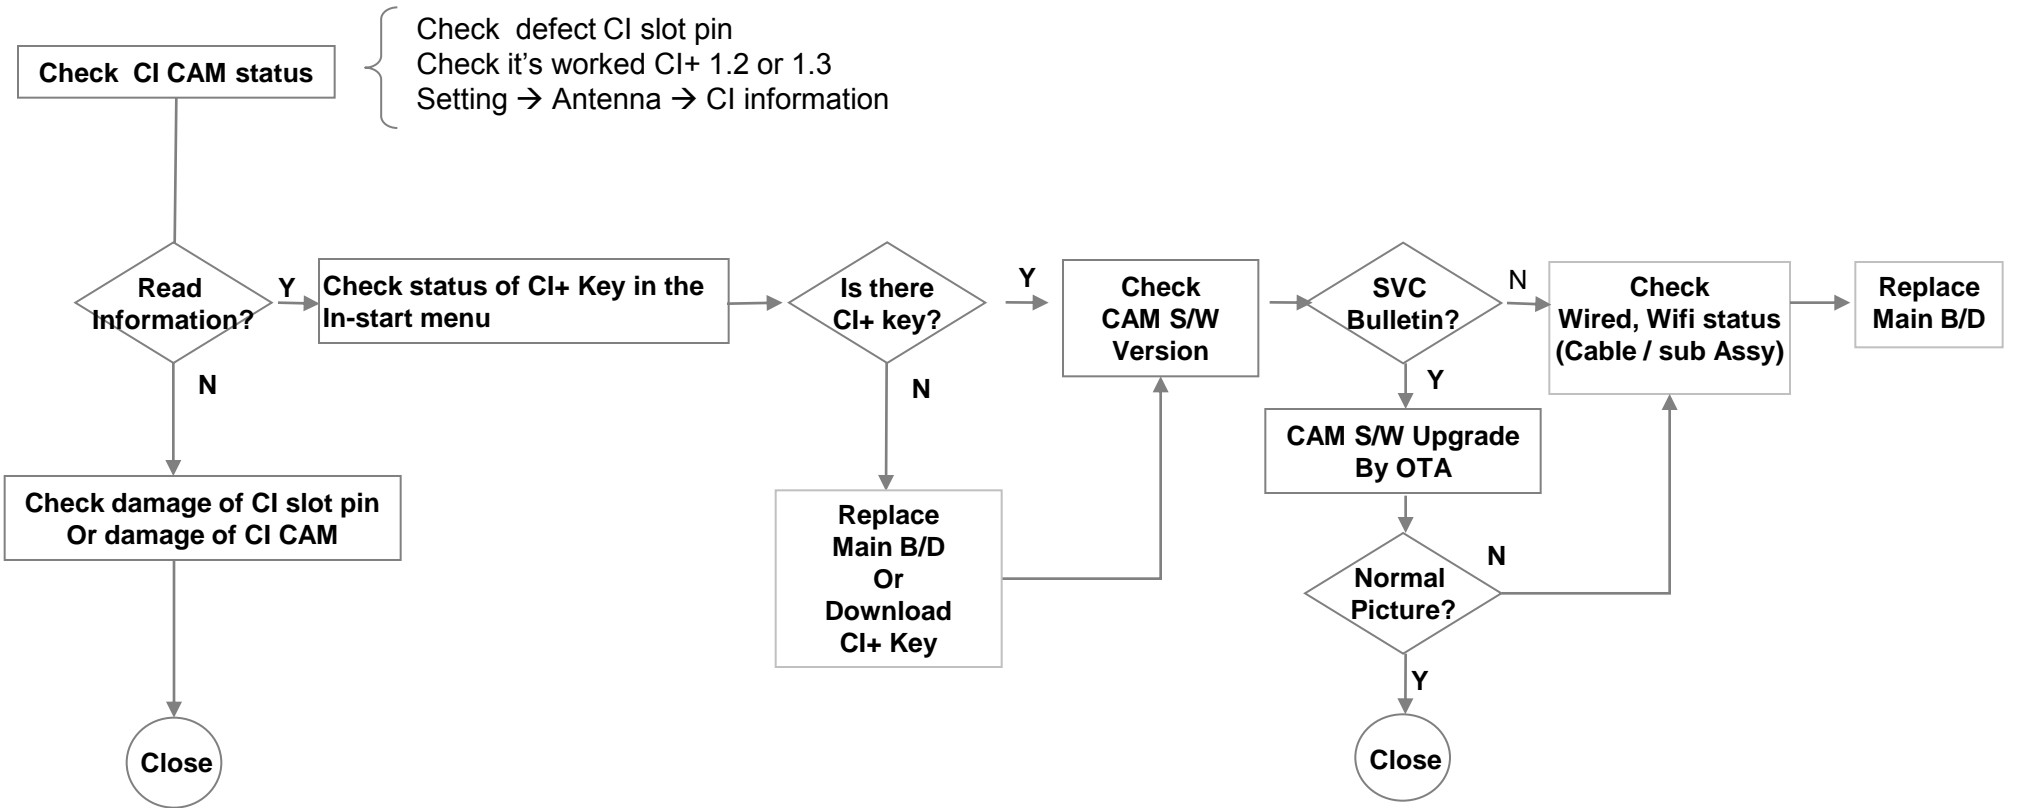 Check CI CAM status
Check defect CI slot pin
Check it's worked CI+ 1.2 or 1.3
Setting → Antenna → CI information
Read
Information?
Y
N
Check status of CI+ Key in the
In-start menu
Is there
CI+ key?
Y
N
Check
CAM S/W
Version
SVC
Bulletin?
N
Y
Check
Wired, Wifi status
(Cable / sub Assy)
Replace
Main B/D
Check damage of CI slot pin
Or damage of CI CAM
Close
Replace
Main B/D
Or
Download
CI+ Key
CAM S/W Upgrade
By OTA
Normal
Picture?
N
Y
Close